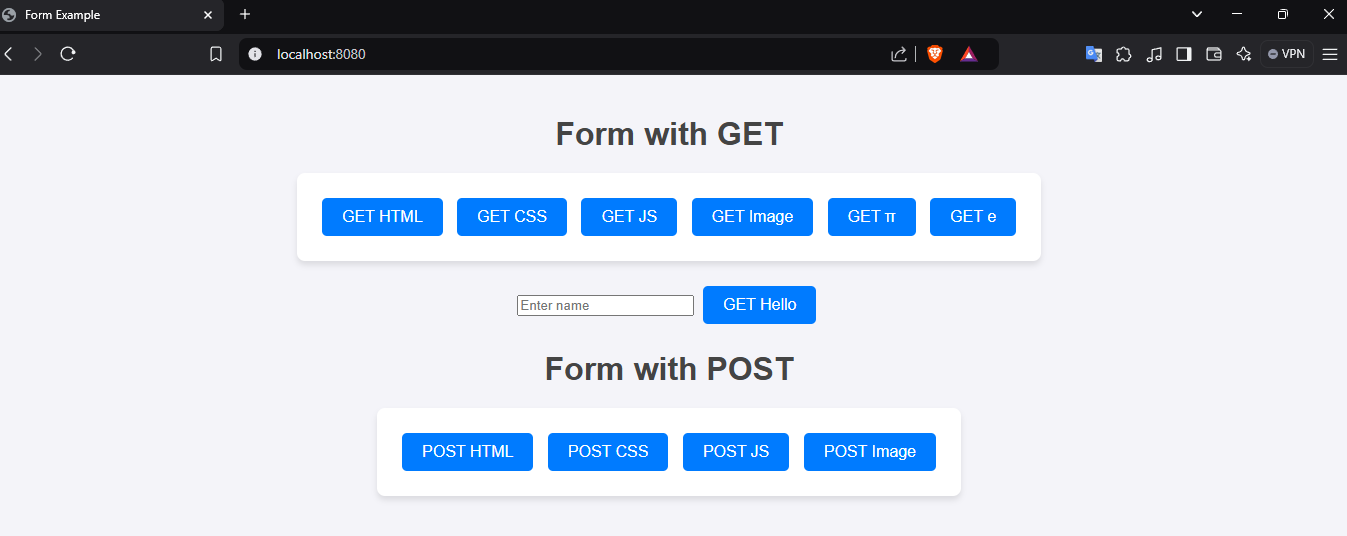 Form Example
localhost:8080
VPN
Form with GET
GET HTML GET CSS GET JS GET Image GET π GET e
Enter name GET Hello
Form with POST
POST HTML POST CSS POST JS POST Image